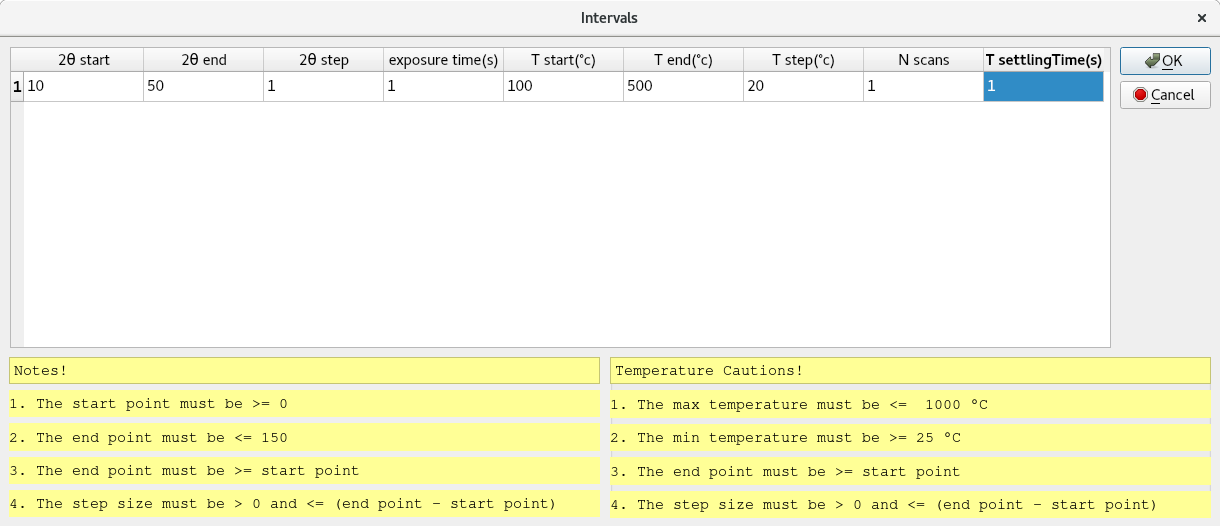 Intervals ×
2θ start 2θ end 2θ step exposure time(s) T start(°c) T end(°c) T step(°c) N scans T settlingTime(s)
1 10 50 1 1 100 500 20 1 1
OK
Cancel
Notes!
1. The start point must be >= 0
2. The end point must be <= 150
3. The end point must be >= start point
4. The step size must be > 0 and <= (end point - start point)
Temperature Cautions!
1. The max temperature must be <=  1000 °C
2. The min temperature must be >= 25 °C
3. The end point must be >= start point
4. The step size must be > 0 and <= (end point - start point)